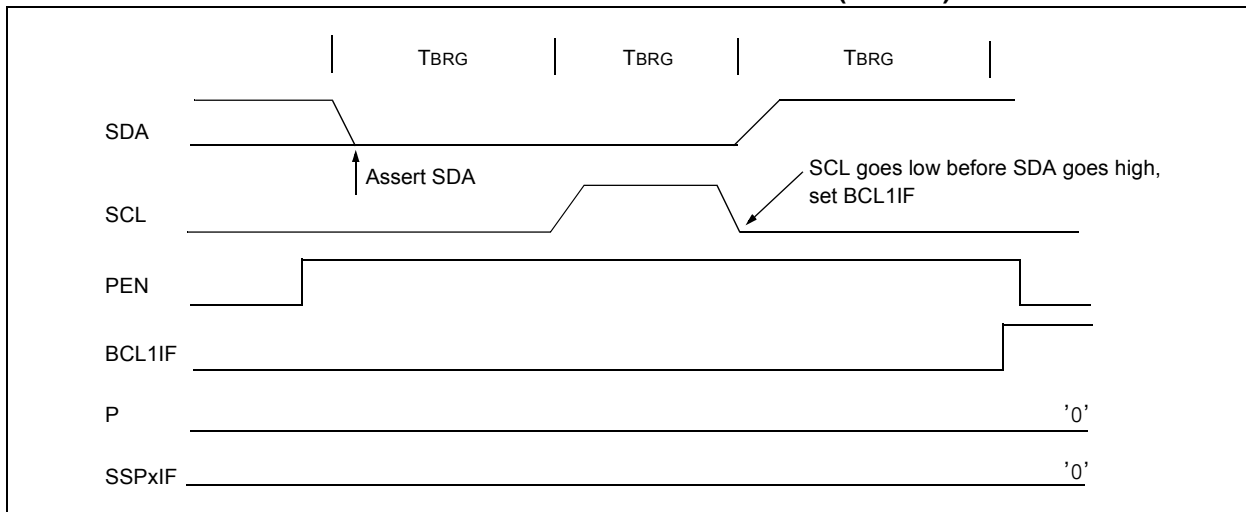 TBRG TBRG TBRG
SDA
Assert SDA
SCL goes low before SDA goes high,
set BCL1IF
SCL
PEN
BCL1IF
P '0'
SSPxIF '0'